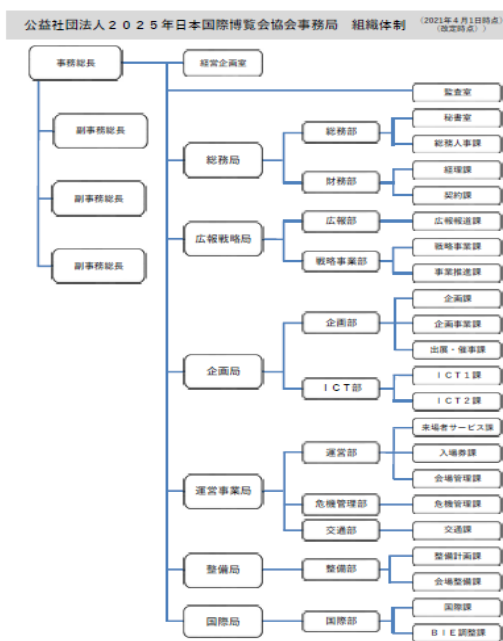 公益社団法人２０２５年日本国際博覧会協会事務局　組織体制
（2021年4月1日時点）
（改定時点））
事務総長
経営企画室
監査室
副事務総長
副事務総長
副事務総長
総務局
総務部
秘書室
総務人事課
財務部
経理課
契約課
広報戦略局
広報部
広報報道課
戦略事業部
戦略事業課
事業推進課
企画局
企画部
企画課
企画事業課
出展・催事課
ＩＣＴ部
ＩＣＴ１課
ＩＣＴ２課
運営事業局
運営部
来場者サービス課
入場券課
会場管理課
危機管理部
危機管理課
交通部
交通課
整備局
整備部
整備計画課
会場整備課
国際局
国際部
国際課
ＢＩＥ調整課